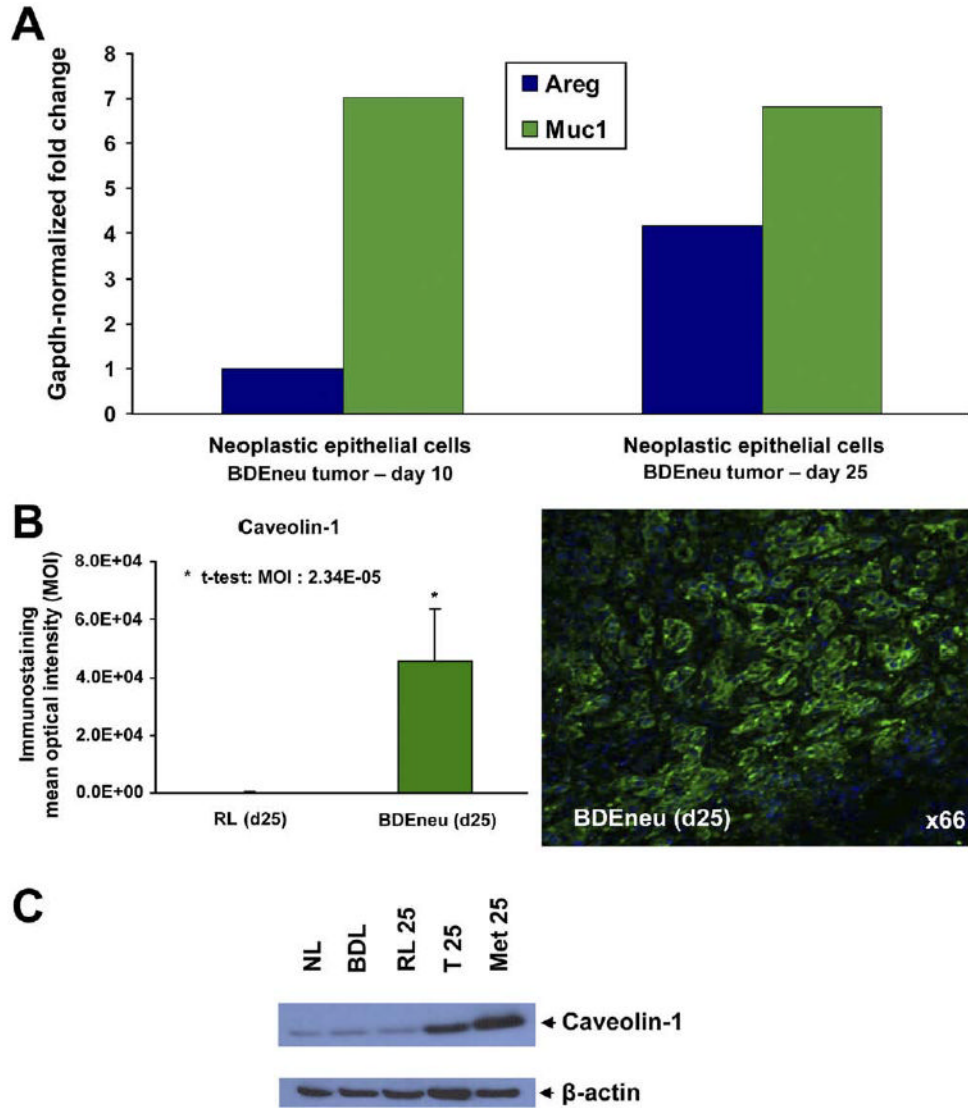 A
Gapdh-normalized fold change
8
7
6
5
4
3
2
1
0
Areg
Muc1
Neoplastic epithelial cells
BDEneu tumor – day 10
Neoplastic epithelial cells
BDEneu tumor – day 25
B
Caveolin-1
Immunostaining
mean optical intensity (MOI)
8.0E+04
6.0E+04
4.0E+04
2.0E+04
0.0E+00
* t-test: MOI : 2.34E-05
*
RL (d25)
BDEneu (d25)
BDEneu (d25)
x66
C
NL
BDL
RL 25
T 25
Met 25
Caveolin-1
β-actin